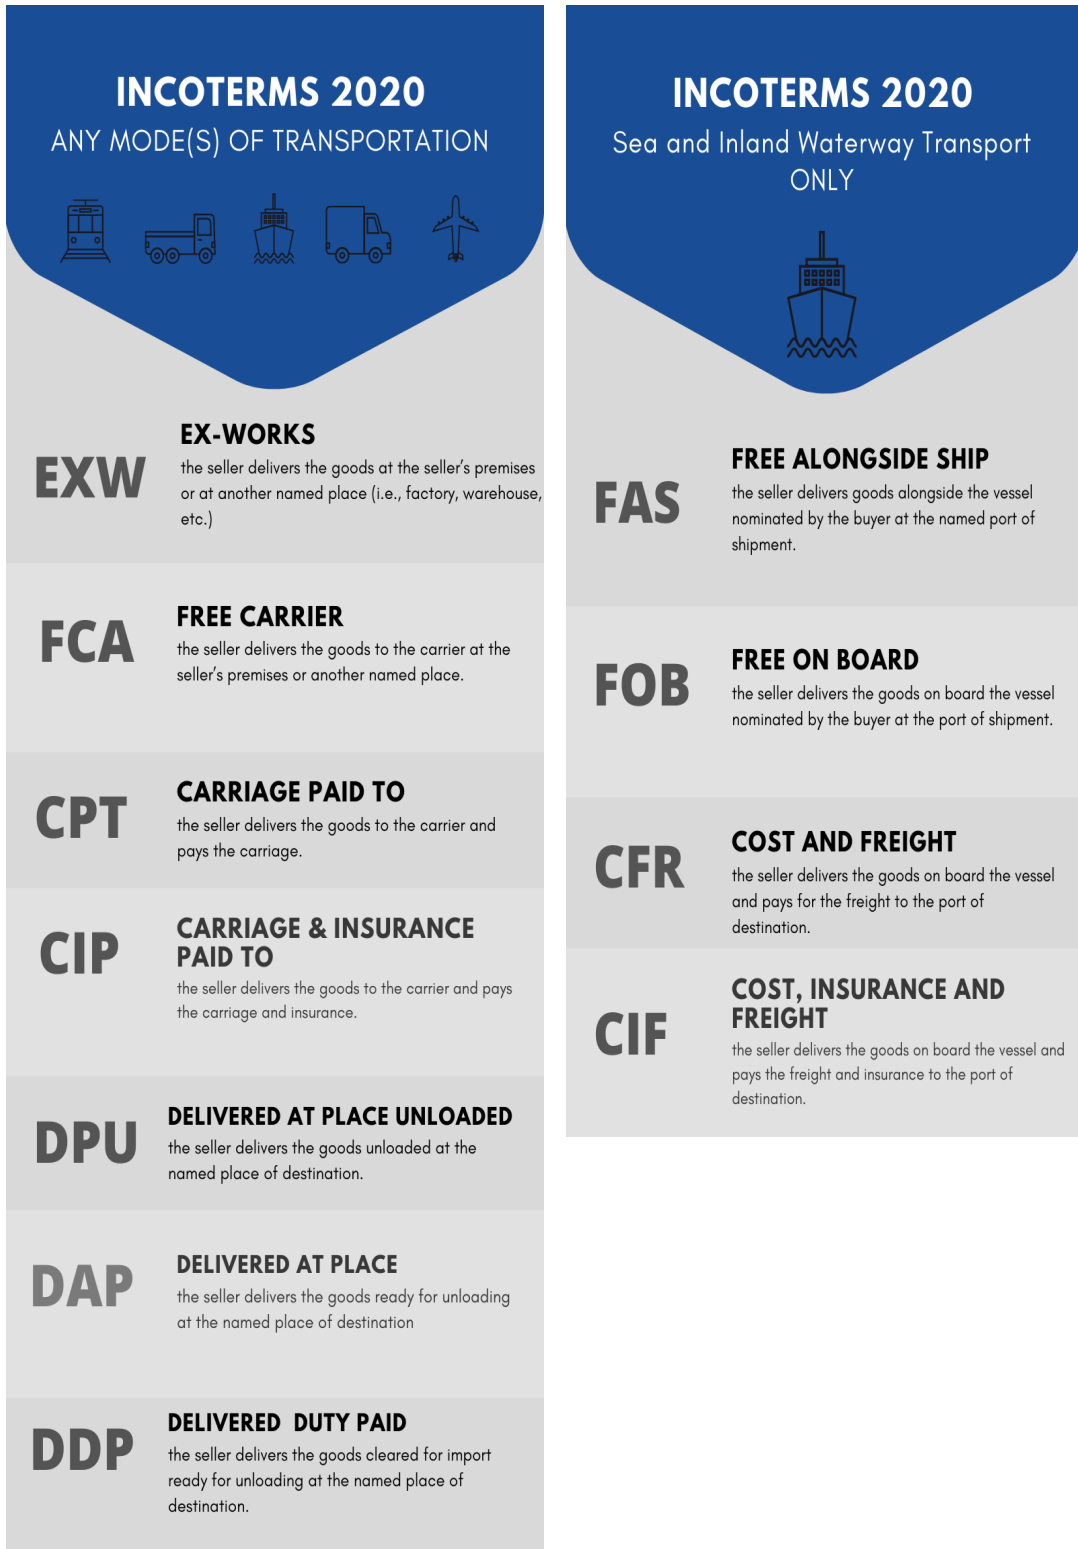 INCOTERMS 2020
ANY MODE(S) OF TRANSPORTATION
EXW
EX-WORKS
the seller delivers the goods at the seller's premises
or at another named place (i.e., factory, warehouse,
etc.)
FCA
FREE CARRIER
the seller delivers the goods to the carrier at the
seller's premises or another named place.
CPT
CARRIAGE PAID TO
the seller delivers the goods to the carrier and
pays the carriage.
CIP
CARRIAGE & INSURANCE
PAID TO
the seller delivers the goods to the carrier and pays
the carriage and insurance.
DPU
DELIVERED AT PLACE UNLOADED
the seller delivers the goods unloaded at the
named place of destination.
DAP
DELIVERED AT PLACE
the seller delivers the goods ready for unloading
at the named place of destination
DDP
DELIVERED DUTY PAID
the seller delivers the goods cleared for import
ready for unloading at the named place of
destination.
INCOTERMS 2020
Sea and Inland Waterway Transport
ONLY
FAS
FREE ALONGSIDE SHIP
the seller delivers goods alongside the vessel
nominated by the buyer at the named port of
shipment.
FOB
FREE ON BOARD
the seller delivers the goods on board the vessel
nominated by the buyer at the port of shipment.
CFR
COST AND FREIGHT
the seller delivers the goods on board the vessel
and pays for the freight to the port of
destination.
CIF
COST, INSURANCE AND
FREIGHT
the seller delivers the goods on board the vessel and
pays the freight and insurance to the port of
destination.